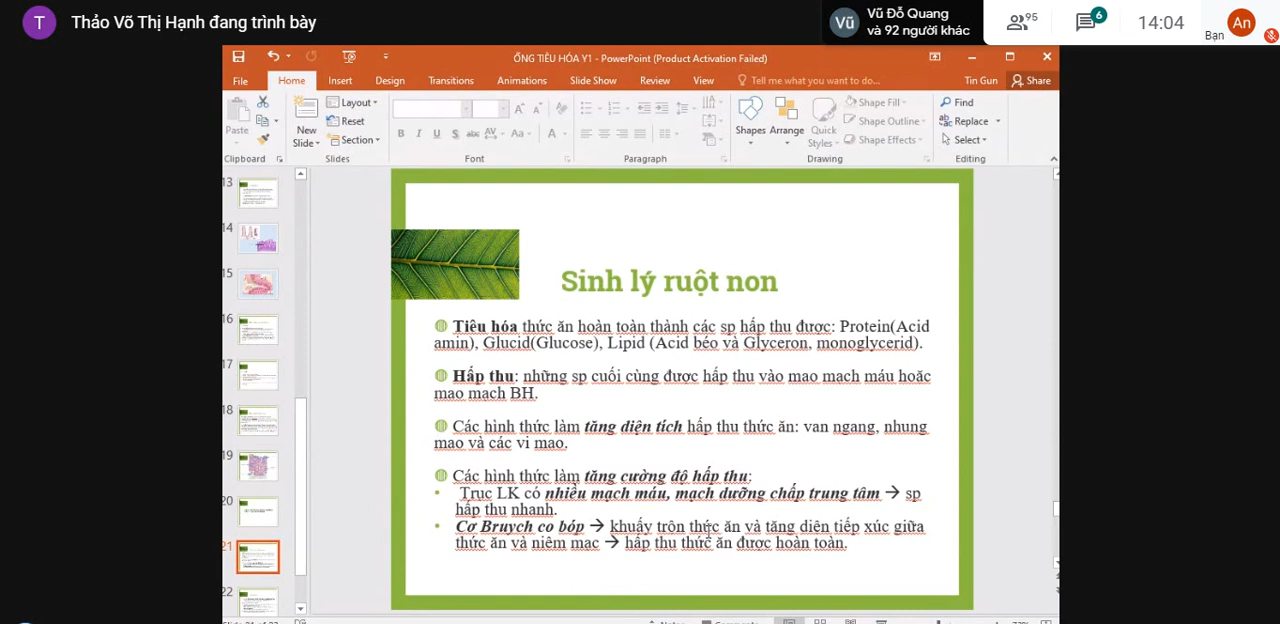 T Thảo Võ Thị Hạnh đang trình bày
Vũ Vũ Đỗ Quang
và 92 người khác
95
6
14:04
Bạn
An
ỐNG TIÊU HÓA Y1 - PowerPoint (Product Activation Failed)
File Home Insert Design Transitions Animations Slide Show Review View Tell me what you want to do... Tin Gun Share
Paste
New
Slide
Layout
Reset
Section
B I U S abc AV Aa A
Shapes Arrange Quick
Styles
Shape Fill
Shape Outline
Shape Effects
Find
Replace
Select
Clipboard Slides Font Paragraph Drawing Editing
13
14
15
16
17
18
19
20
21
22
Sinh lý ruột non
Tiêu hóa thức ăn hoàn toàn thành các sp hấp thu được: Protein(Acid
amin), Glucid(Glucose), Lipid (Acid béo và Glyceron, monoglycerid).
Hấp thu: những sp cuối cùng được hấp thu vào mao mạch máu hoặc
mao mạch BH.
Các hình thức làm tăng diện tích hấp thu thức ăn: van ngang, nhung
mao và các vi mao.
Các hình thức làm tăng cường độ hấp thu:
• Trục LK có nhiều mạch máu, mạch dưỡng chấp trung tâm → sp
hấp thu nhanh.
• Cơ Bruych co bóp → khuấy trộn thức ăn và tăng diện tiếp xúc giữa
thức ăn và niêm mạc → hấp thu thức ăn được hoàn toàn.